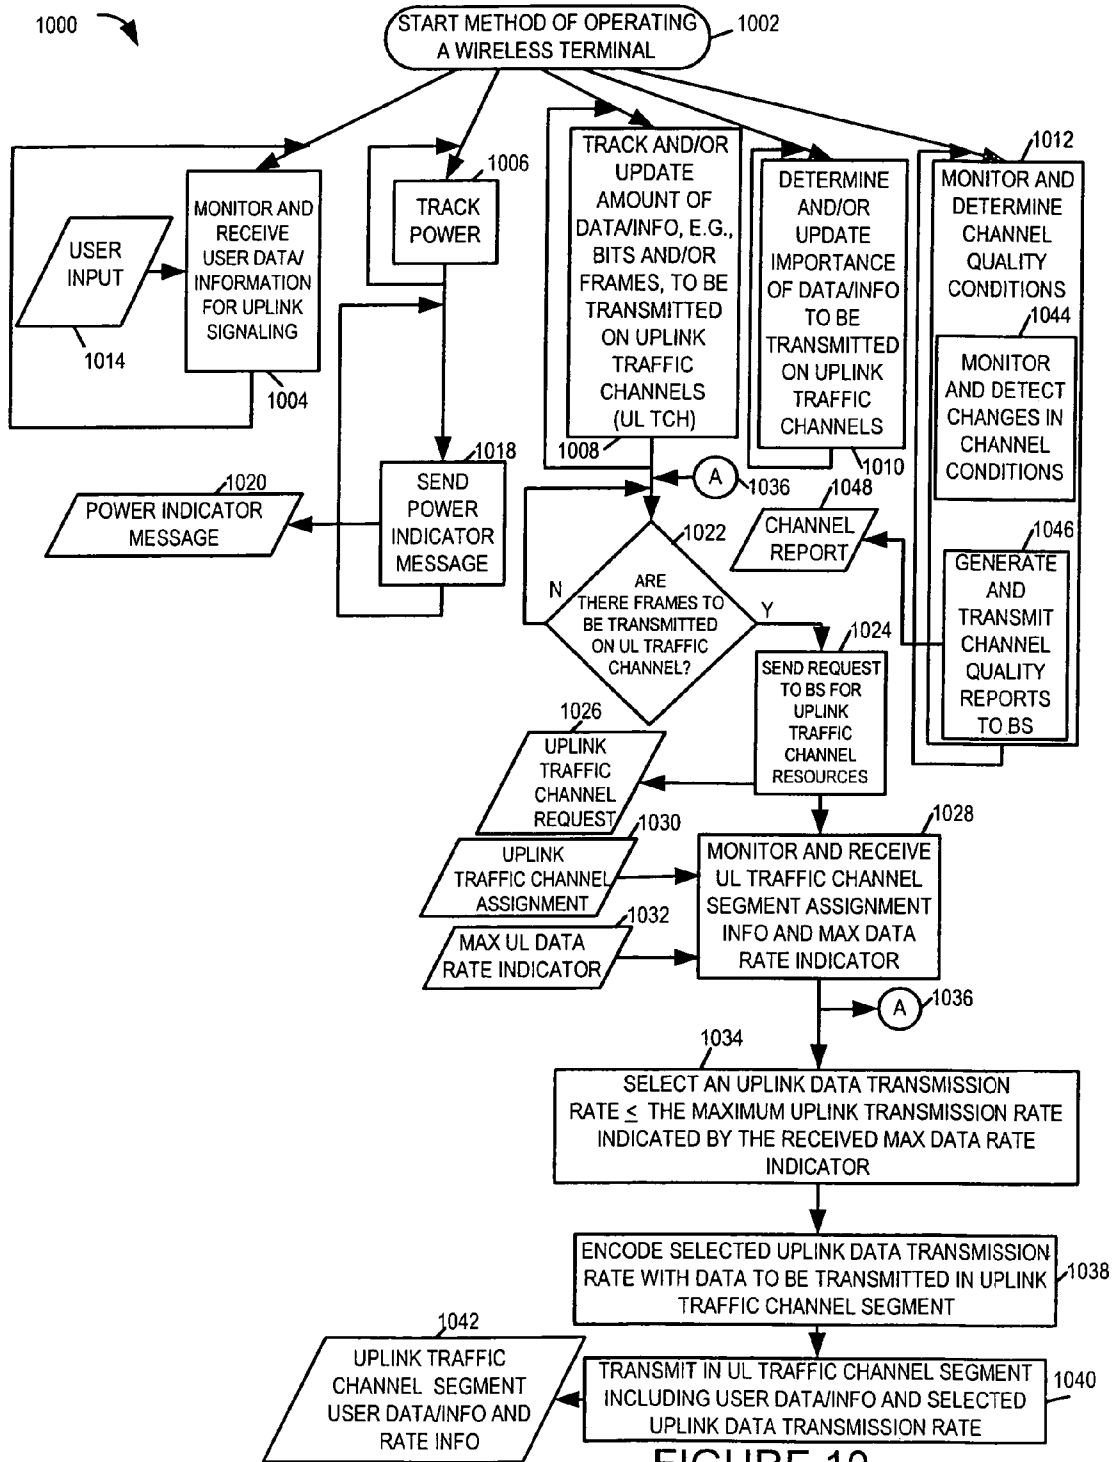 1000
START METHOD OF OPERATING
A WIRELESS TERMINAL
1002
USER
INPUT
1014
MONITOR AND
RECEIVE
USER DATA/
INFORMATION
FOR UPLINK
SIGNALING
1004
1006
TRACK
POWER
TRACK AND/OR
UPDATE
AMOUNT OF
DATA/INFO, E.G.,
BITS AND/OR
FRAMES, TO BE
TRANSMITTED
ON UPLINK
TRAFFIC
CHANNELS
(UL TCH)
1008
DETERMINE
AND/OR
UPDATE
IMPORTANCE
OF DATA/INFO
TO BE
TRANSMITTED
ON UPLINK
TRAFFIC
CHANNELS
1010
1012
MONITOR AND
DETERMINE
CHANNEL
QUALITY
CONDITIONS
1044
MONITOR
AND DETECT
CHANGES IN
CHANNEL
CONDITIONS
1046
GENERATE
AND
TRANSMIT
CHANNEL
QUALITY
REPORTS
TO BS
1048
CHANNEL
REPORT
1018
SEND
POWER
INDICATOR
MESSAGE
1020
POWER INDICATOR
MESSAGE
A
1036
1022
ARE
THERE FRAMES TO
BE TRANSMITTED
ON UL TRAFFIC
CHANNEL?
N
Y
1024
SEND REQUEST
TO BS FOR
UPLINK
TRAFFIC
CHANNEL
RESOURCES
1026
UPLINK
TRAFFIC
CHANNEL
REQUEST
1028
MONITOR AND RECEIVE
UL TRAFFIC CHANNEL
SEGMENT ASSIGNMENT
INFO AND MAX DATA
RATE INDICATOR
1030
UPLINK
TRAFFIC CHANNEL
ASSIGNMENT
1032
MAX UL DATA
RATE INDICATOR
A
1036
1034
SELECT AN UPLINK DATA TRANSMISSION
RATE ≤ THE MAXIMUM UPLINK TRANSMISSION RATE
INDICATED BY THE RECEIVED MAX DATA RATE
INDICATOR
ENCODE SELECTED UPLINK DATA TRANSMISSION
RATE WITH DATA TO BE TRANSMITTED IN UPLINK
TRAFFIC CHANNEL SEGMENT
1038
TRANSMIT IN UL TRAFFIC CHANNEL SEGMENT
INCLUDING USER DATA/INFO AND SELECTED
UPLINK DATA TRANSMISSION RATE
1040
1042
UPLINK TRAFFIC
CHANNEL SEGMENT
USER DATA/INFO AND
RATE INFO
FIGURE 10